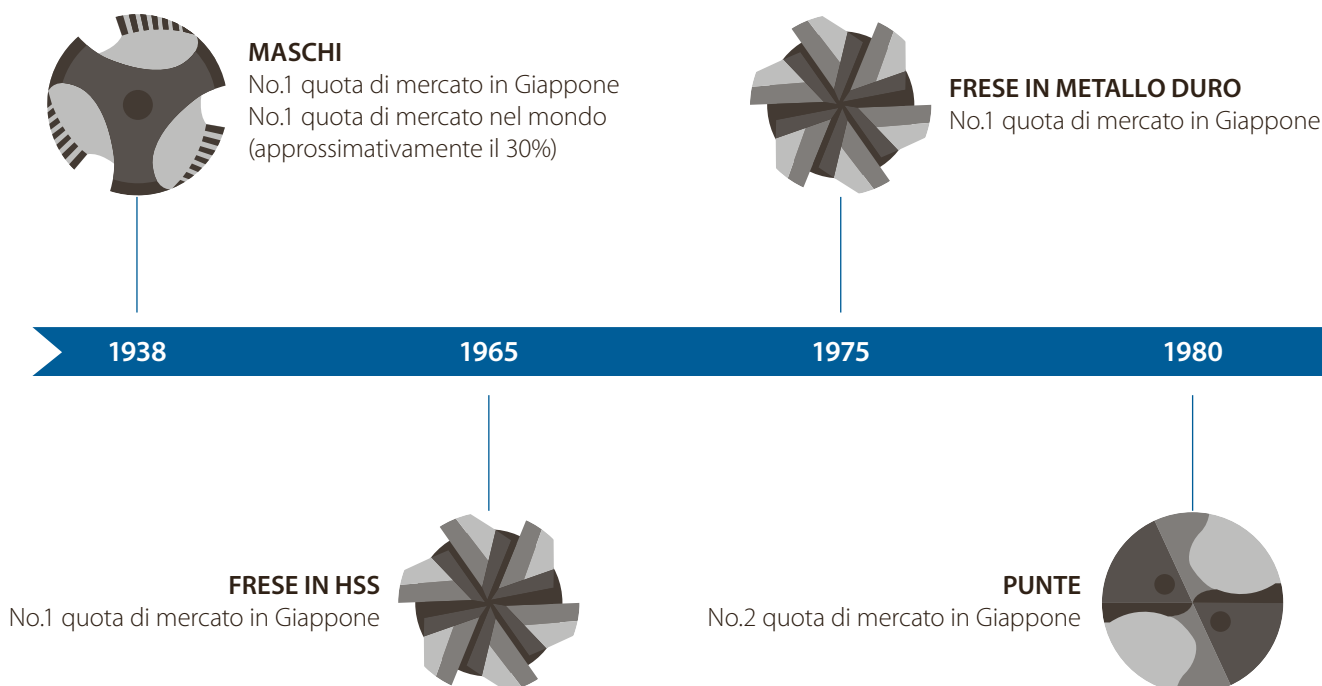 MASCHI
No.1 quota di mercato in Giappone
No.1 quota di mercato nel mondo
(approssimativamente il 30%)
FRESE IN METALLO DURO
No.1 quota di mercato in Giappone
1938
1965
1975
1980
FRESE IN HSS
No.1 quota di mercato in Giappone
PUNTE
No.2 quota di mercato in Giappone